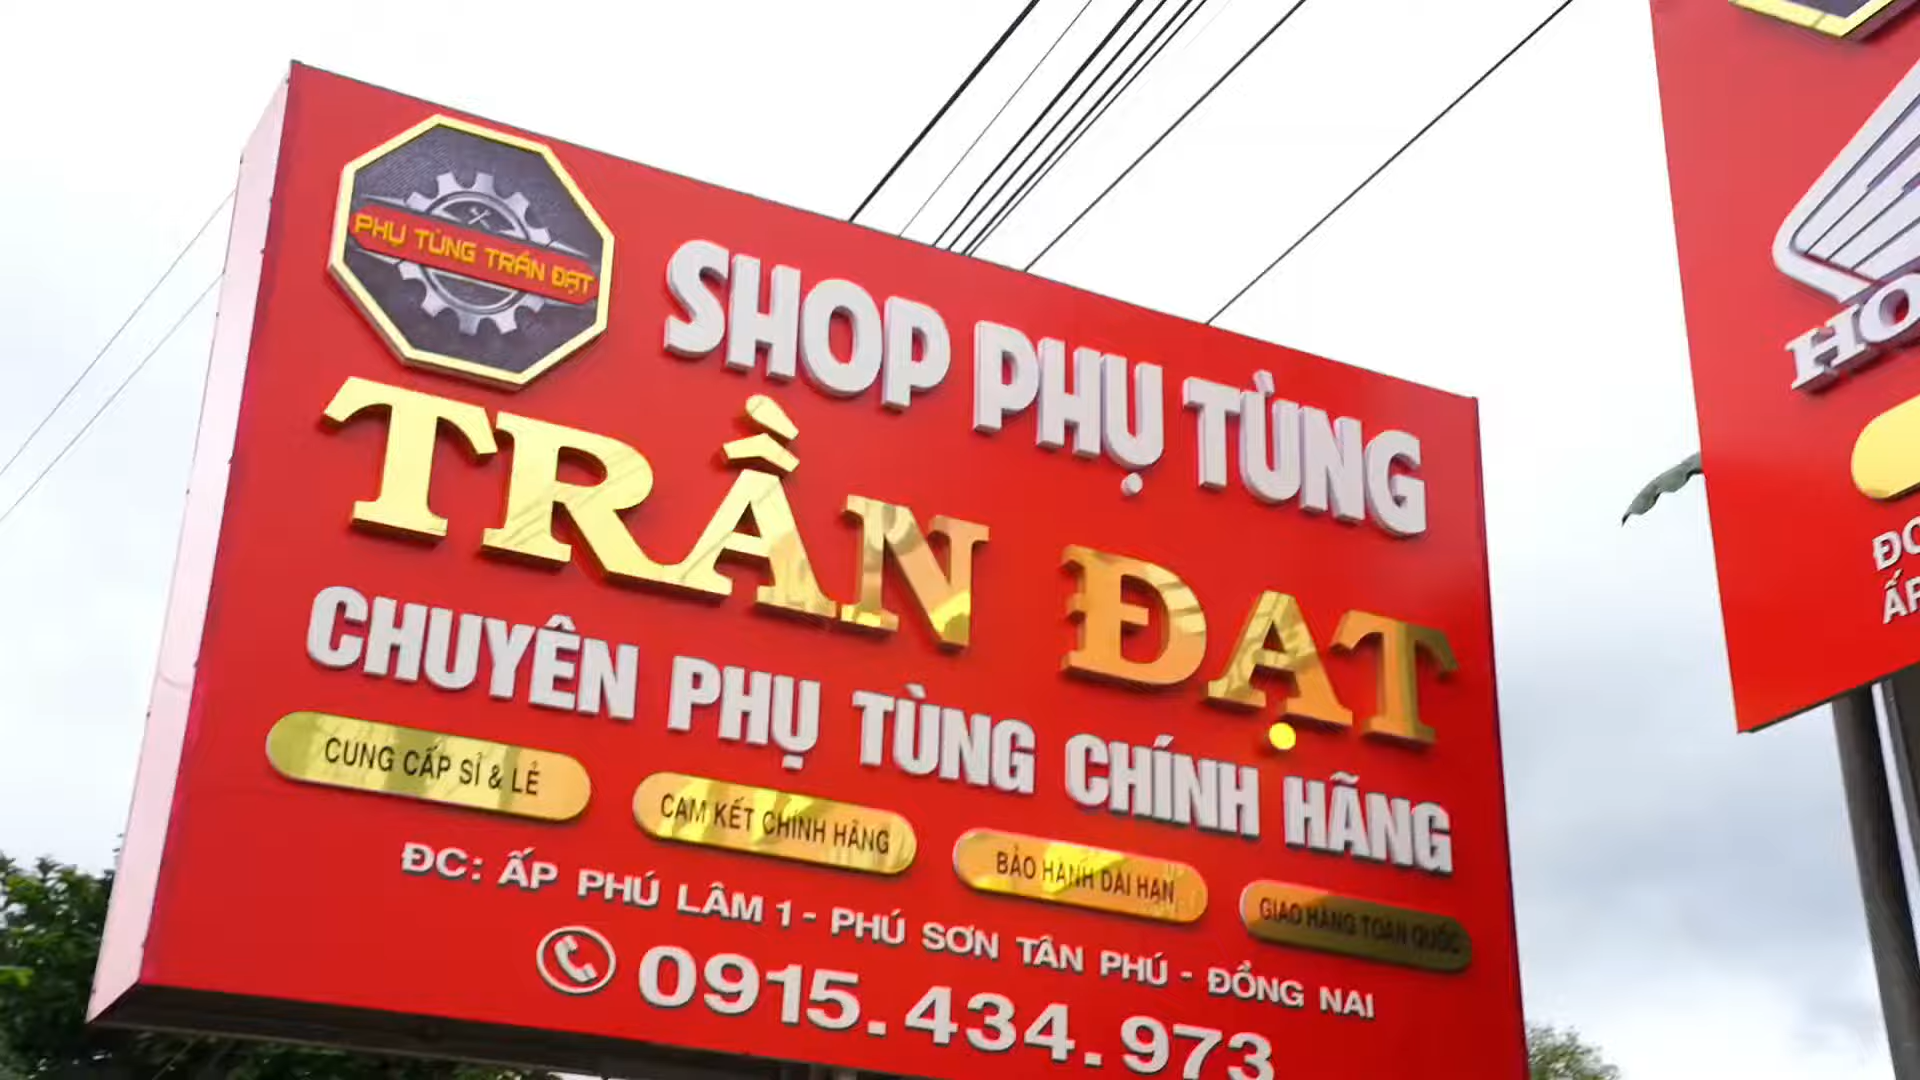 PHỤ TÙNG TRẦN ĐẠT
SHOP PHỤ TÙNG
TRẦN ĐẠT
CHUYÊN PHỤ TÙNG CHÍNH HÃNG
CUNG CẤP SỈ & LẺ
CAM KẾT CHÍNH HÃNG
BẢO HÀNH DÀI HẠN
GIAO HÀNG TOÀN QUỐC
ĐC: ẤP PHÚ LÂM 1 - PHÚ SƠN TÂN PHÚ - ĐỒNG NAI
0915.434.973